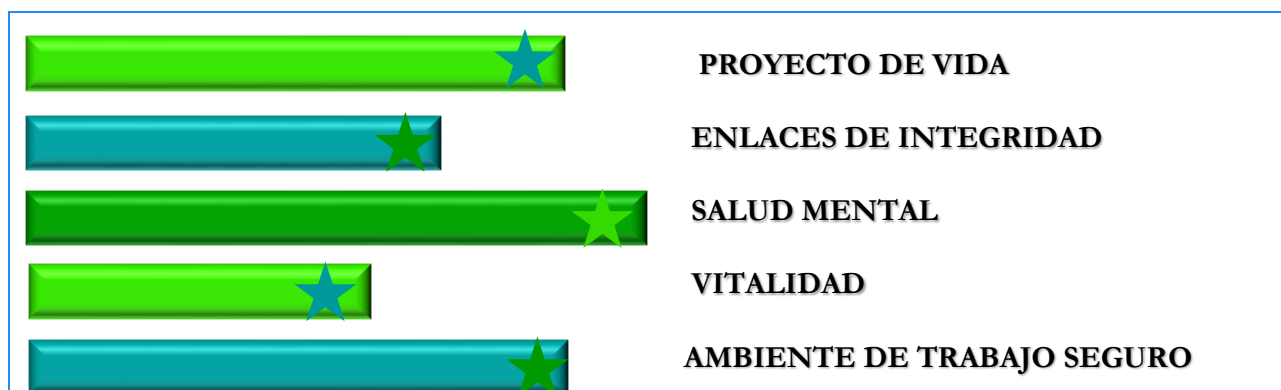 PROYECTO DE VIDA
ENLACES DE INTEGRIDAD
SALUD MENTAL
VITALIDAD
AMBIENTE DE TRABAJO SEGURO